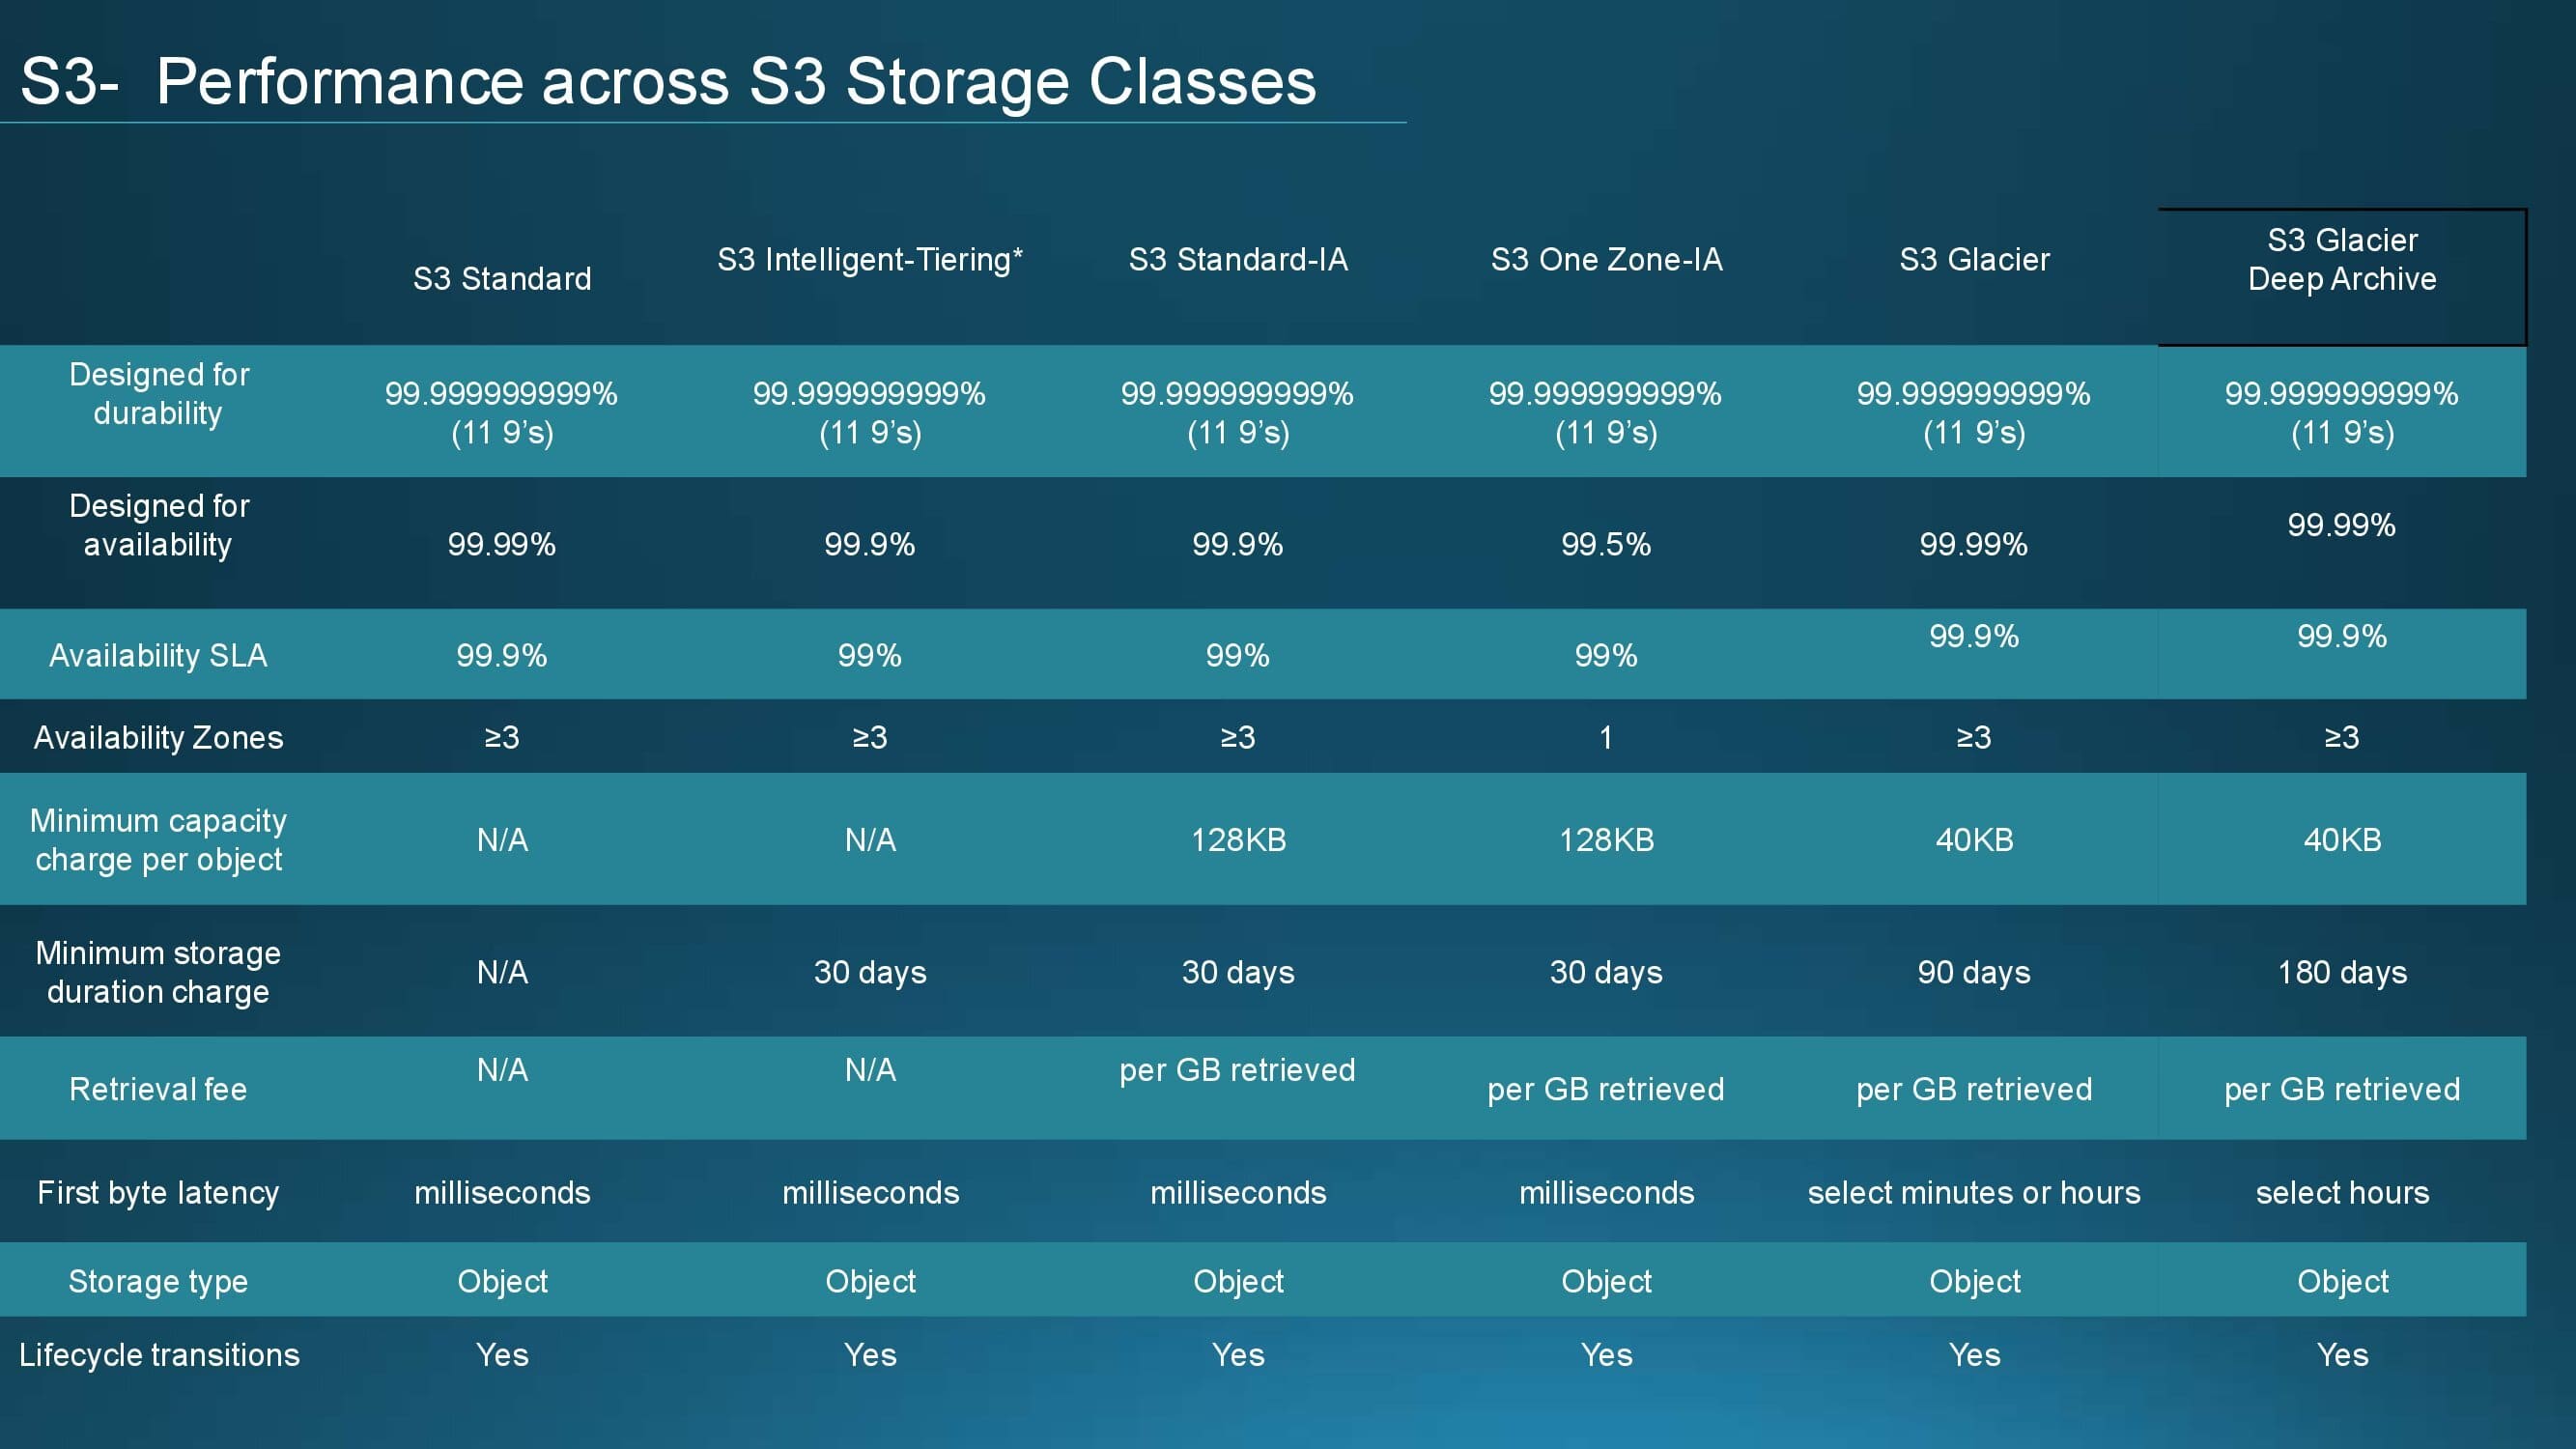 S3- Performance across S3 Storage Classes
S3 Standard
S3 Intelligent-Tiering*
S3 Standard-IA
S3 One Zone-IA
S3 Glacier
S3 Glacier
Deep Archive
Designed for
durability
99.999999999%
(11 9’s)
99.999999999%
(11 9’s)
99.999999999%
(11 9’s)
99.999999999%
(11 9’s)
99.999999999%
(11 9’s)
99.999999999%
(11 9’s)
Designed for
availability
99.99%
99.9%
99.9%
99.5%
99.99%
99.99%
Availability SLA
99.9%
99%
99%
99%
99.9%
99.9%
Availability Zones
≥3
≥3
≥3
1
≥3
≥3
Minimum capacity
charge per object
N/A
N/A
128KB
128KB
40KB
40KB
Minimum storage
duration charge
N/A
30 days
30 days
30 days
90 days
180 days
Retrieval fee
N/A
N/A
per GB retrieved
per GB retrieved
per GB retrieved
per GB retrieved
First byte latency
milliseconds
milliseconds
milliseconds
milliseconds
select minutes or hours
select hours
Storage type
Object
Object
Object
Object
Object
Object
Lifecycle transitions
Yes
Yes
Yes
Yes
Yes
Yes